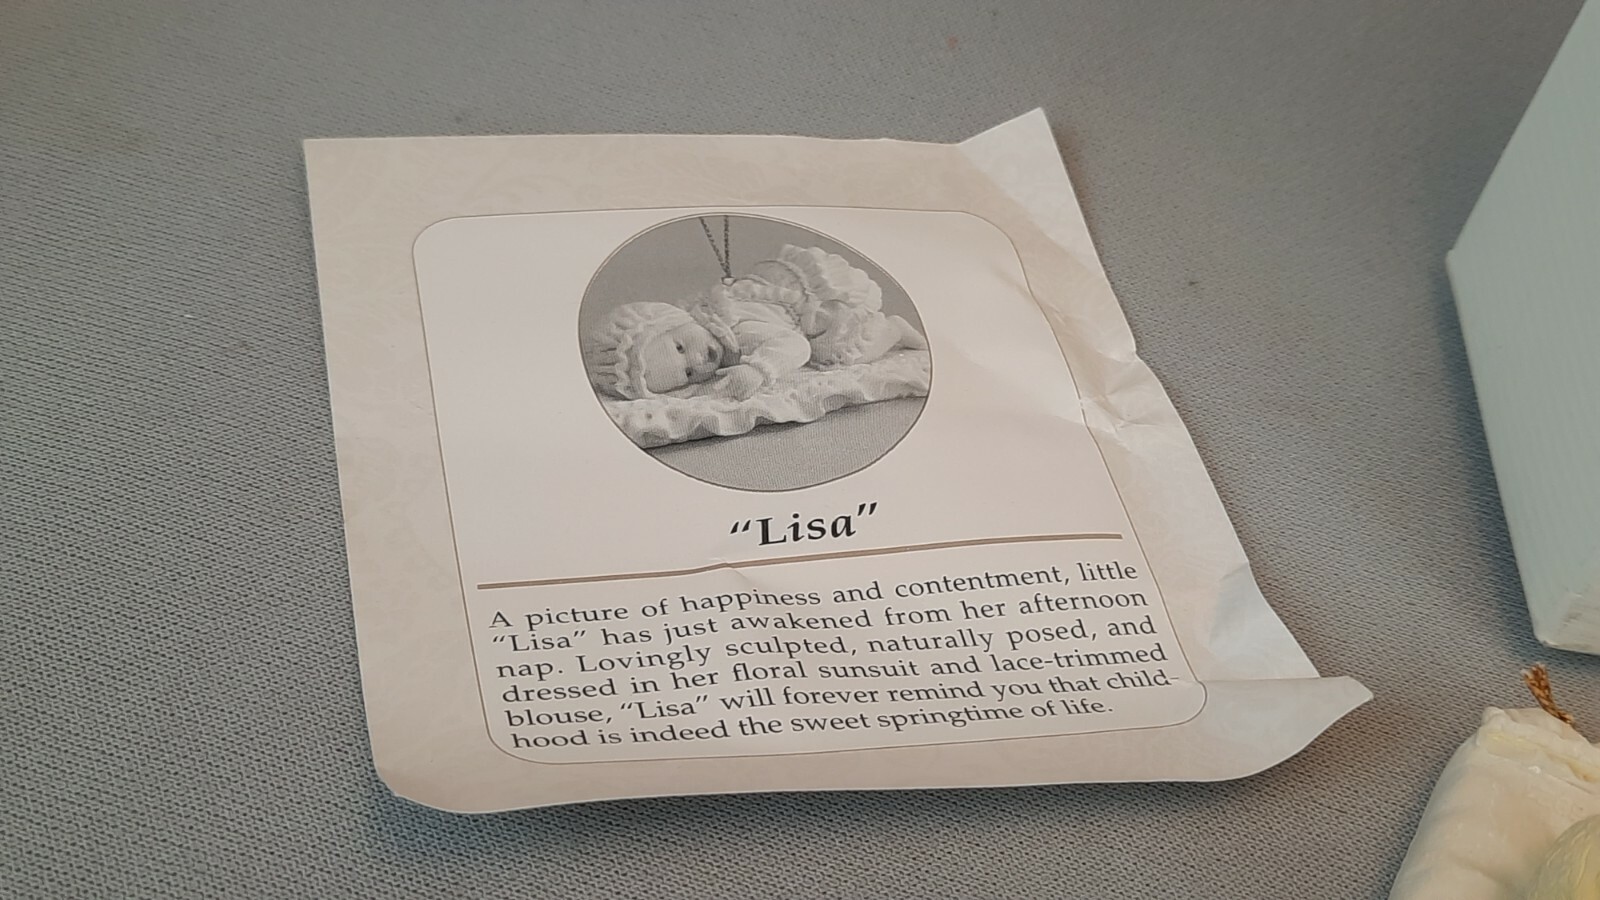 “Lisa”
A picture of happiness and contentment, little
“Lisa” has just awakened from her afternoon
nap. Lovingly sculpted, naturally posed, and
dressed in her floral sunsuit and lace-trimmed
blouse, “Lisa” will forever remind you that child-
hood is indeed the sweet springtime of life.